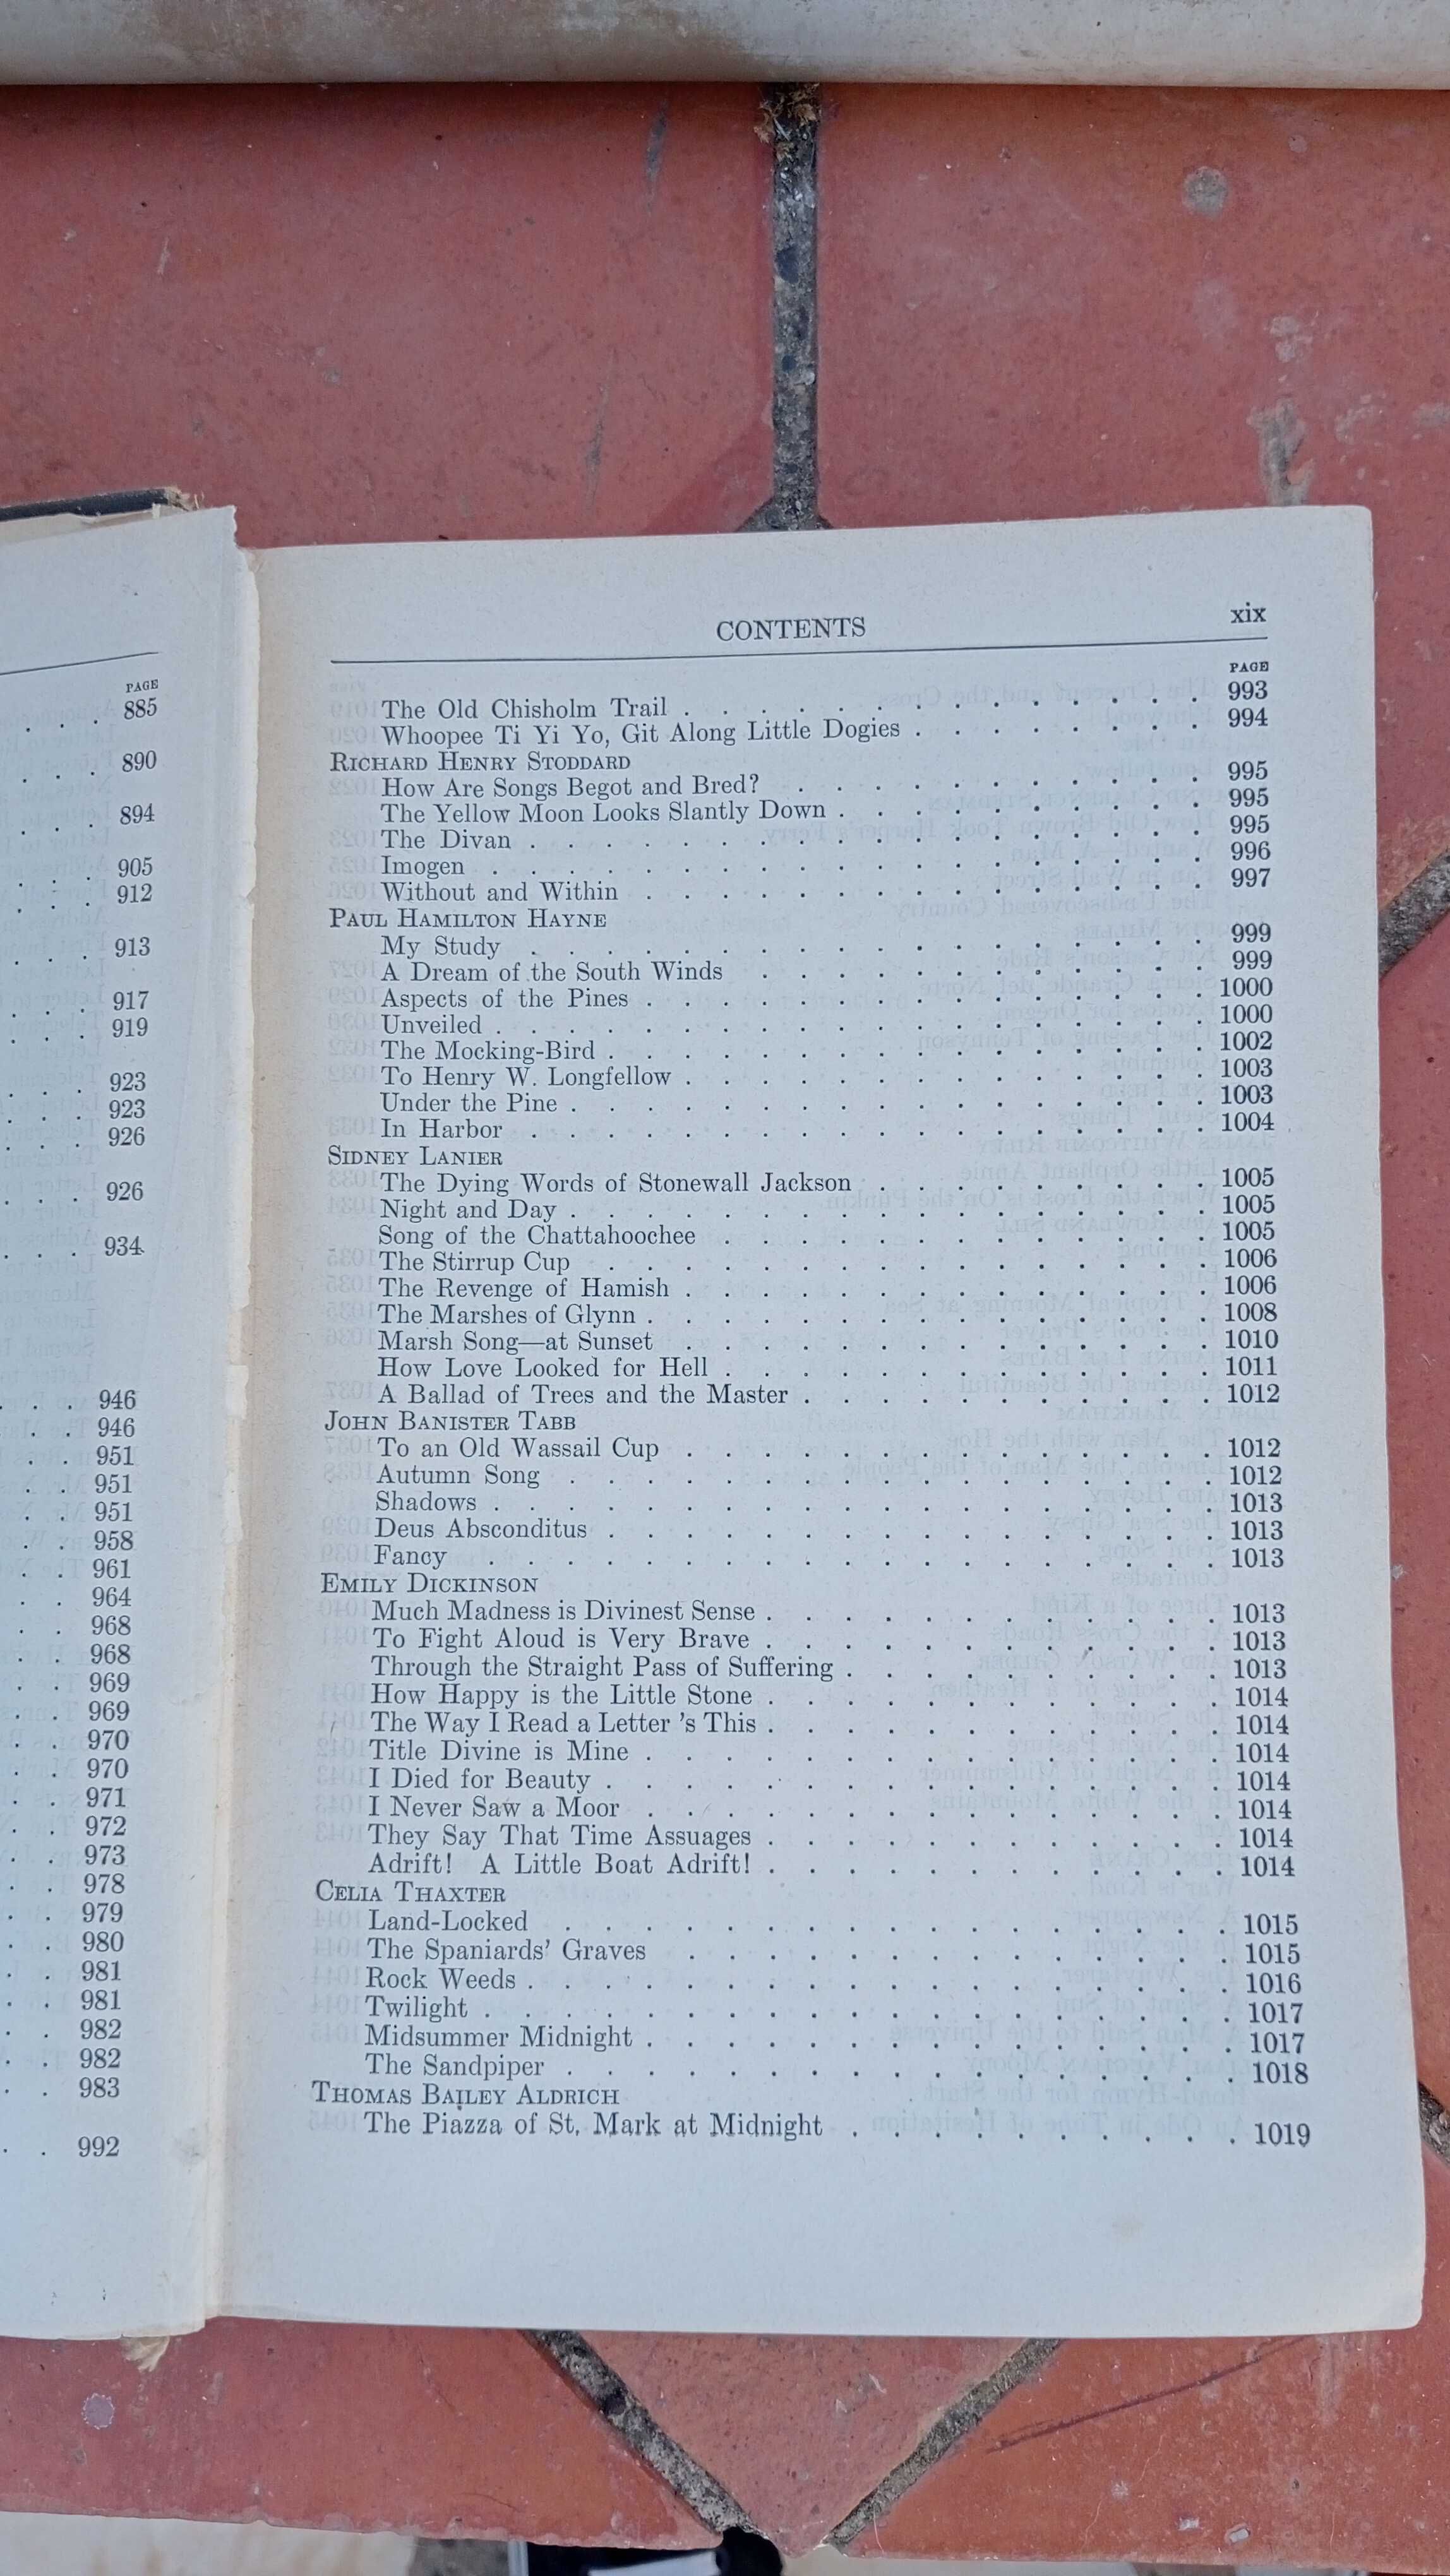 PAGE
. . 885
. . . 890
. . . 894
. . . 905
. . . 912
. . . 913
. . . 917
. . . 919
. . . 923
. . . 923
. . . 926
. . . 926
. . . 934
. . . 946
. . 946
. . . 951
. . . 951
. . . 951
. . 958
. . 961
. . 964
. . 968
. . 968
. . 969
. . 969
. . 970
. . 970
. . 971
. . 972
. . 973
. . 978
. . 979
. . 980
. . 981
. . 981
. . 982
. . 982
. . 983
. . 992
CONTENTS xix
PAGE
The Old Chisholm Trail . . . . . . . . . . . . 993
Whoopee Ti Yi Yo, Git Along Little Dogies . . . . . . . . 994
RICHARD HENRY STODDARD
How Are Songs Begot and Bred? . . . . . . . . . . . 995
The Yellow Moon Looks Slantly Down . . . . . . . . . . 995
The Divan . . . . . . . . . . . . . . . . . . 995
Imogen . . . . . . . . . . . . . . . . . . . 996
Without and Within . . . . . . . . . . . . . . . 997
PAUL HAMILTON HAYNE
My Study . . . . . . . . . . . . . . . . . . 999
A Dream of the South Winds . . . . . . . . . . . . 999
Aspects of the Pines . . . . . . . . . . . . . . . 1000
Unveiled . . . . . . . . . . . . . . . . . . . 1000
The Mocking-Bird . . . . . . . . . . . . . . . . 1002
To Henry W. Longfellow . . . . . . . . . . . . . . 1003
Under the Pine . . . . . . . . . . . . . . . . . 1003
In Harbor . . . . . . . . . . . . . . . . . . 1004
SIDNEY LANIER
The Dying Words of Stonewall Jackson . . . . . . . . . 1005
Night and Day . . . . . . . . . . . . . . . . . 1005
Song of the Chattahoochee . . . . . . . . . . . . 1005
The Stirrup Cup . . . . . . . . . . . . . . . . 1006
The Revenge of Hamish . . . . . . . . . . . . . . 1006
The Marshes of Glynn . . . . . . . . . . . . . . . 1008
Marsh Song—at Sunset . . . . . . . . . . . . . . 1010
How Love Looked for Hell . . . . . . . . . . . . . 1011
A Ballad of Trees and the Master . . . . . . . . . . . 1012
JOHN BANISTER TABB
To an Old Wassail Cup . . . . . . . . . . . . . . 1012
Autumn Song . . . . . . . . . . . . . . . . . 1012
Shadows . . . . . . . . . . . . . . . . . . . 1013
Deus Absconditus . . . . . . . . . . . . . . . . 1013
Fancy . . . . . . . . . . . . . . . . . . . 1013
EMILY DICKINSON
Much Madness is Divinest Sense . . . . . . . . . . . . 1013
To Fight Aloud is Very Brave . . . . . . . . . . . . 1013
Through the Straight Pass of Suffering . . . . . . . . . . 1013
How Happy is the Little Stone . . . . . . . . . . . . 1014
The Way I Read a Letter 's This . . . . . . . . . . . . 1014
Title Divine is Mine . . . . . . . . . . . . . . . 1014
I Died for Beauty . . . . . . . . . . . . . . . . 1014
I Never Saw a Moor . . . . . . . . . . . . . . . 1014
They Say That Time Assuages . . . . . . . . . . . . 1014
Adrift! A Little Boat Adrift! . . . . . . . . . . . . 1014
CELIA THAXTER
Land-Locked . . . . . . . . . . . . . . . . . 1015
The Spaniards' Graves . . . . . . . . . . . . . . 1015
Rock Weeds . . . . . . . . . . . . . . . . . . 1016
Twilight . . . . . . . . . . . . . . . . . . . 1017
Midsummer Midnight . . . . . . . . . . . . . . . 1017
The Sandpiper . . . . . . . . . . . . . . . . . 1018
THOMAS BAILEY ALDRICH
The Piazza of St. Mark at Midnight . . . . . . . . . . 1019